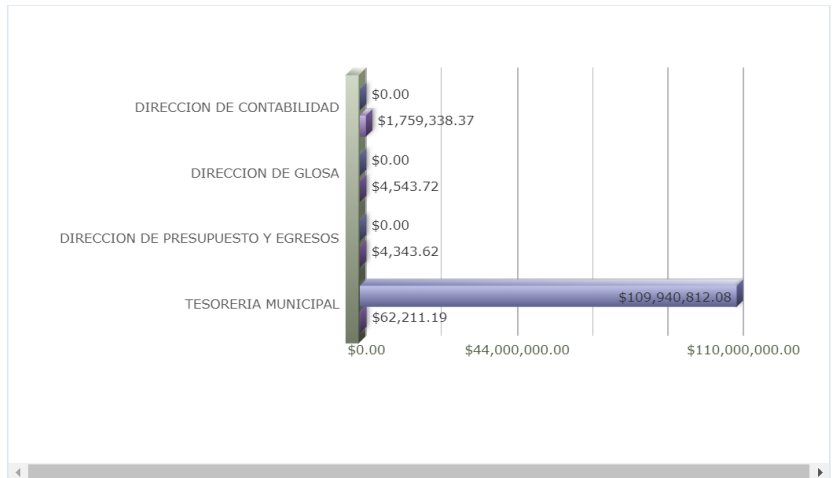 $0.00
DIRECCION DE CONTABILIDAD
$1,759,338.37
$0.00
DIRECCION DE GLOSA
$4,543.72
$0.00
DIRECCION DE PRESUPUESTO Y EGRESOS
$4,343.62
$109,940,812.08
TESORERIA MUNICIPAL
$62,211.19
$0.00 $44,000,000.00 $110,000,000.00